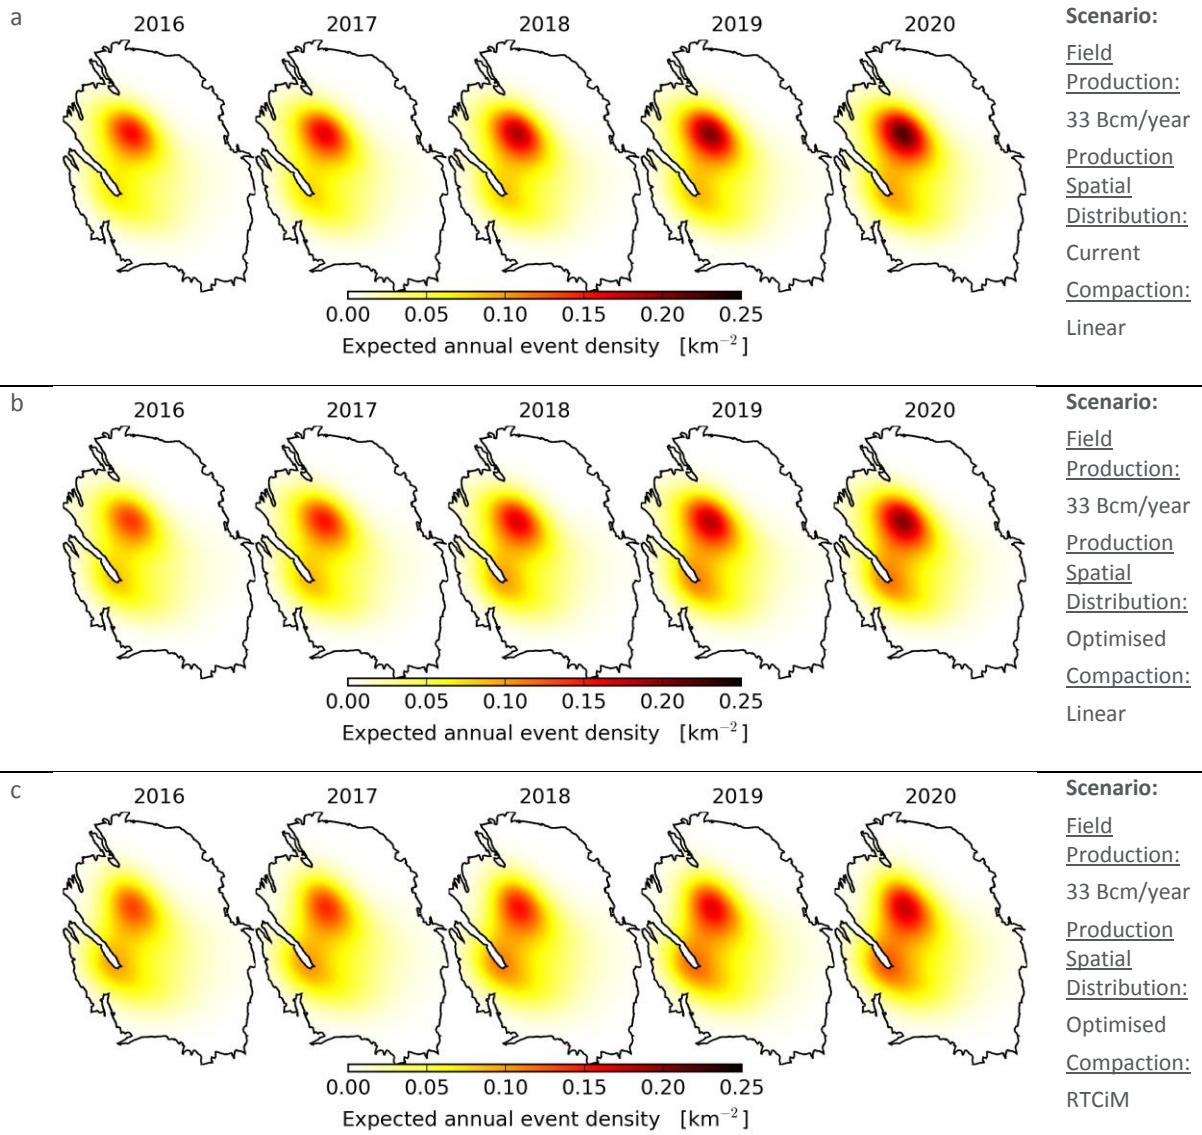 a
2016 2017 2018 2019 2020
0.00 0.05 0.10 0.15 0.20 0.25
Expected annual event density [km⁻²]
Scenario:
Field
Production:
33 Bcm/year
Production
Spatial
Distribution:
Current
Compaction:
Linear
b
2016 2017 2018 2019 2020
0.00 0.05 0.10 0.15 0.20 0.25
Expected annual event density [km⁻²]
Scenario:
Field
Production:
33 Bcm/year
Production
Spatial
Distribution:
Optimised
Compaction:
Linear
c
2016 2017 2018 2019 2020
0.00 0.05 0.10 0.15 0.20 0.25
Expected annual event density [km⁻²]
Scenario:
Field
Production:
33 Bcm/year
Production
Spatial
Distribution:
Optimised
Compaction:
RTCiM